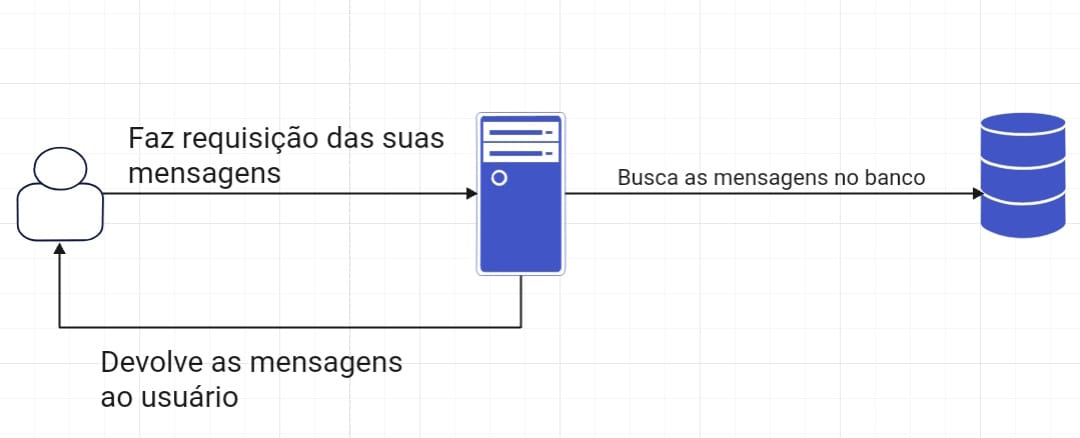 Faz requisição das suas
mensagens
Busca as mensagens no banco
Devolve as mensagens
ao usuário